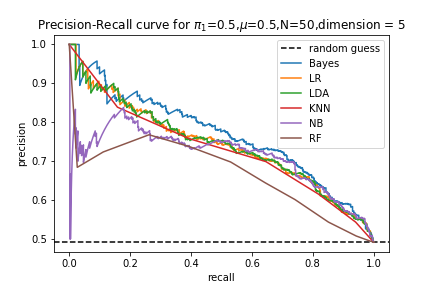 Precision-Recall curve for π₁=0.5,μ=0.5,N=50,dimension = 5
random guess
Bayes
LR
LDA
KNN
NB
RF
1.0
0.9
0.8
0.7
0.6
0.5
precision
0.0 0.2 0.4 0.6 0.8 1.0
recall